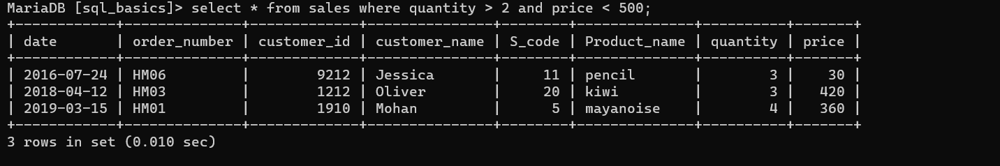 MariaDB [sql_basics]> select * from sales where quantity > 2 and price < 500;
+------------+--------------+-------------+---------------+--------+--------------+----------+-------+
| date       | order_number | customer_id | customer_name | S_code | Product_name | quantity | price |
+------------+--------------+-------------+---------------+--------+--------------+----------+-------+
| 2016-07-24 | HM06         |        9212 | Jessica       |     11 | pencil       |        3 |    30 |
| 2018-04-12 | HM03         |        1212 | Oliver        |     20 | kiwi         |        3 |   420 |
| 2019-03-15 | HM01         |        1910 | Mohan         |      5 | mayanoise    |        4 |   360 |
+------------+--------------+-------------+---------------+--------+--------------+----------+-------+
3 rows in set (0.010 sec)